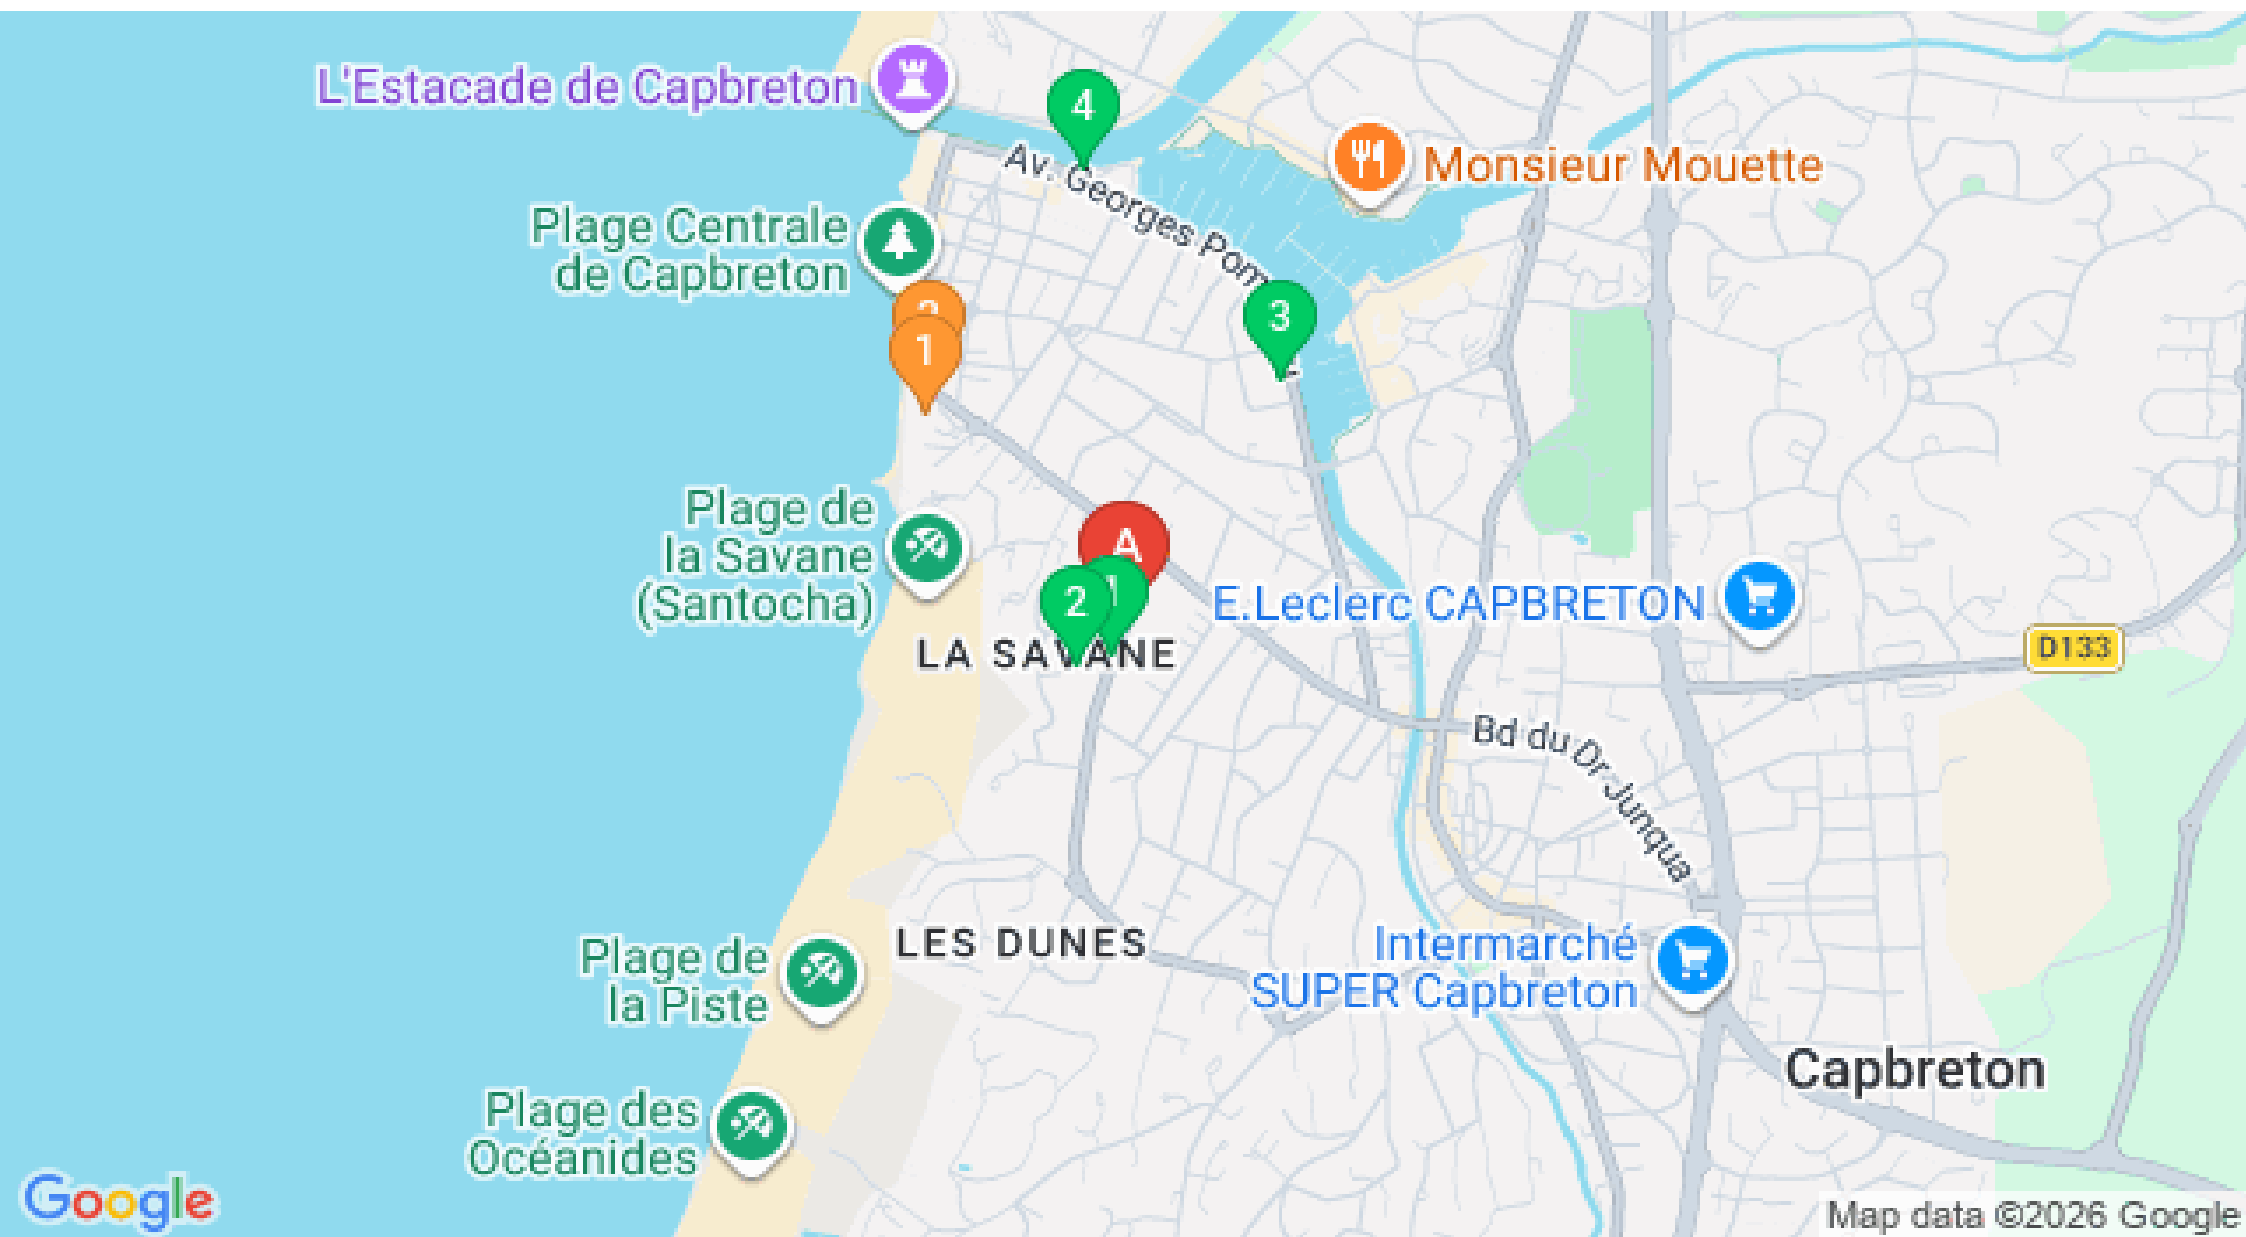 L'Estacade de Capbreton
4
Av. Georges Pom
Monsieur Mouette
Plage Centrale
de Capbreton
3
1
Plage de
la Savane
(Santocha)
A
2
1
E.Leclerc CAPBRETON
LA SAVANE
D133
Bd du Dr Junqua
Plage de
la Piste
LES DUNES
Intermarché
SUPER Capbreton
Capbreton
Plage des
Océanides
Google
Map data ©2026 Google